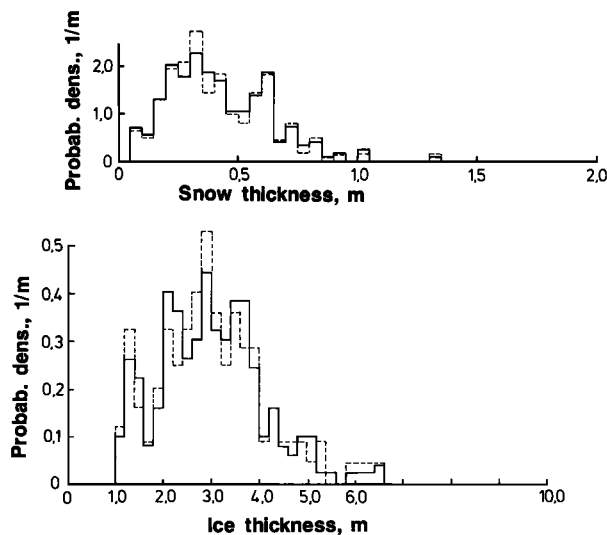 Probab. dens., 1/m
2,0
1,0
0
0 0,5 1,0 1,5 2,0
Snow thickness, m
Probab. dens., 1/m
0,5
0,4
0,3
0,2
0,1
0
0 1,0 2,0 3,0 4,0 5,0 6,0 10,0
Ice thickness, m